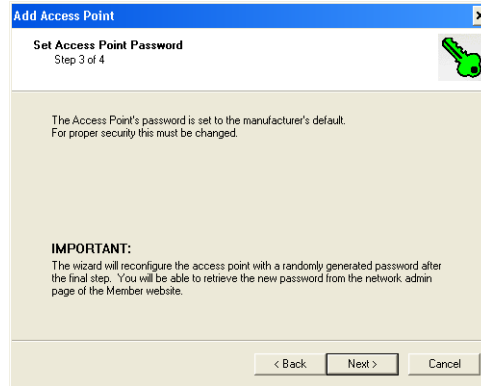 Add Access Point
Set Access Point Password
Step 3 of 4
The Access Point's password is set to the manufacturer's default.
For proper security this must be changed.
IMPORTANT:
The wizard will reconfigure the access point with a randomly generated password after
the final step.  You will be able to retrieve the new password from the network admin
page of the Member website.
< Back
Next >
Cancel